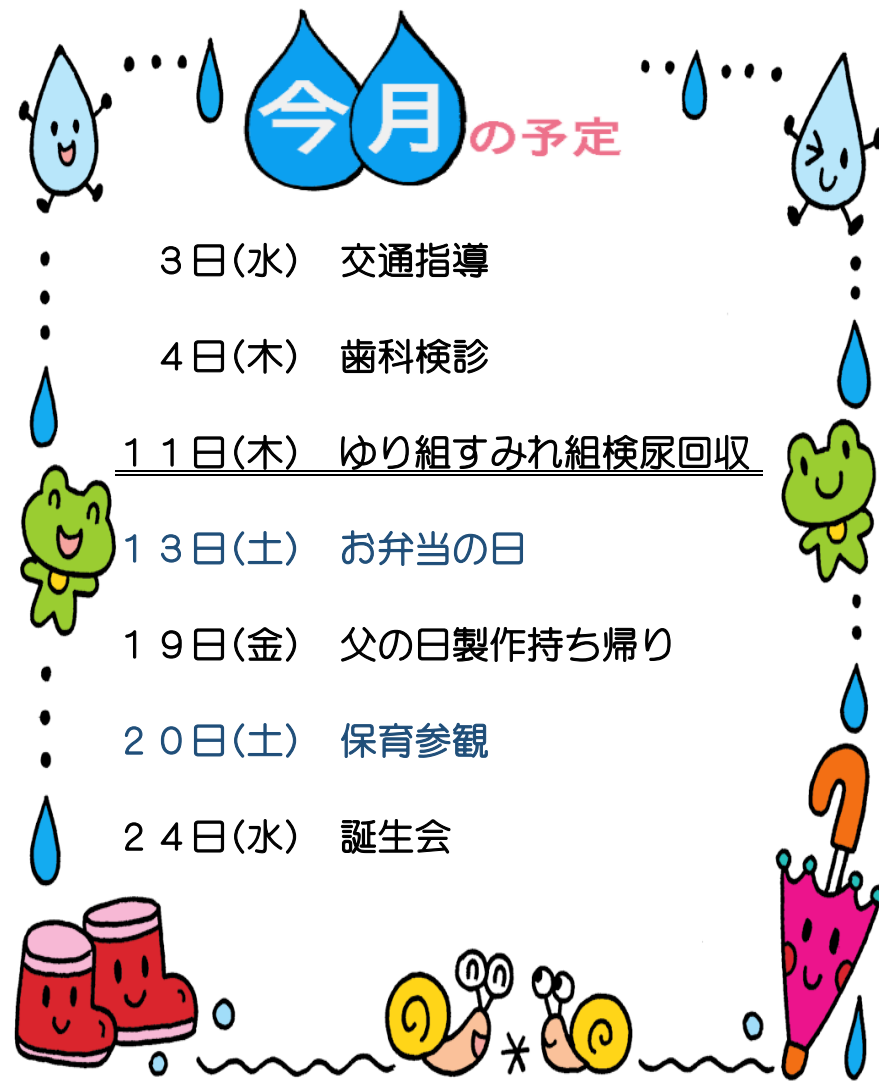 今月の予定
３日(水)　交通指導
４日(木)　歯科検診
１１日(木)　ゆり組すみれ組検尿回収
１３日(土)　お弁当の日
１９日(金)　父の日製作持ち帰り
２０日(土)　保育参観
２４日(水)　誕生会